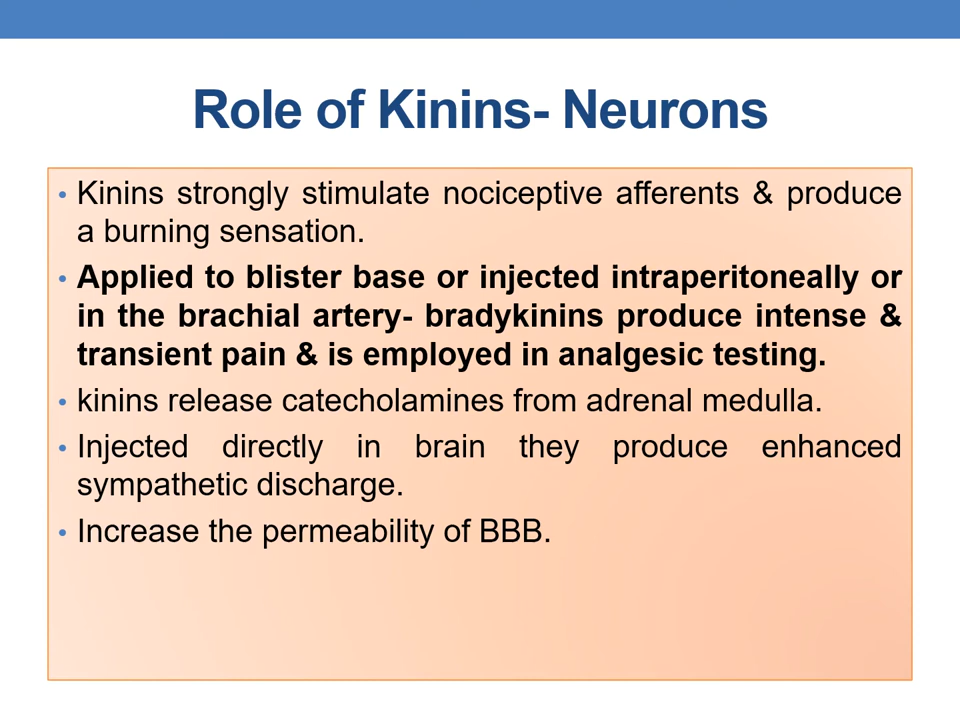 Role of Kinins- Neurons
• Kinins strongly stimulate nociceptive afferents & produce
a burning sensation.
• Applied to blister base or injected intraperitoneally or
in the brachial artery- bradykinins produce intense &
transient pain & is employed in analgesic testing.
• kinins release catecholamines from adrenal medulla.
• Injected directly in brain they produce enhanced
sympathetic discharge.
• Increase the permeability of BBB.